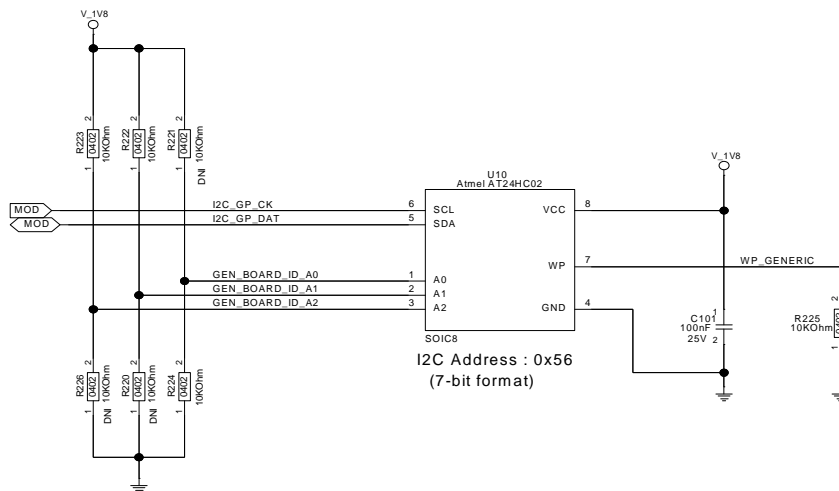 V_1V8
2
2
2
R223
0402
10KOhm
R222
0402
10KOhm
R221
0402
10KOhm
1
1
1
DNI
V_1V8
U10
Atmel AT24HC02
MOD
I2C_GP_CK
6
SCL
VCC
8
MOD
I2C_GP_DAT
5
SDA
WP
7
WP_GENERIC
GEN_BOARD_ID_A0
1
A0
GEN_BOARD_ID_A1
2
A1
GEN_BOARD_ID_A2
3
A2
GND
4
SOIC8
C101
1
100nF
25V
2
R225
10KOhm
2
0402
1
I2C Address : 0x56
(7-bit format)
2
2
2
R226
0402
10KOhm
R220
0402
10KOhm
R224
0402
10KOhm
1
DNI
1
DNI
1